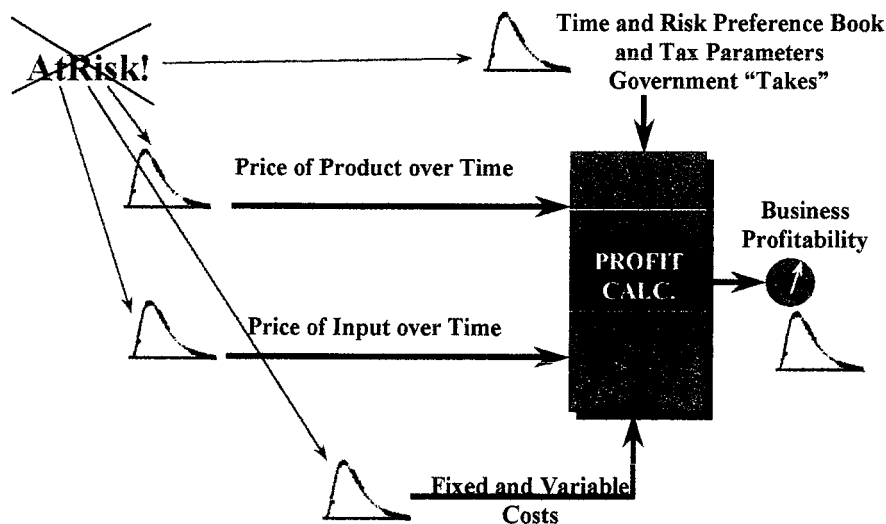 Time and Risk Preference Book
and Tax Parameters
Government “Takes”
AtRisk!
Price of Product over Time
Business
Profitability
PROFIT
CALC.
Price of Input over Time
Fixed and Variable
Costs